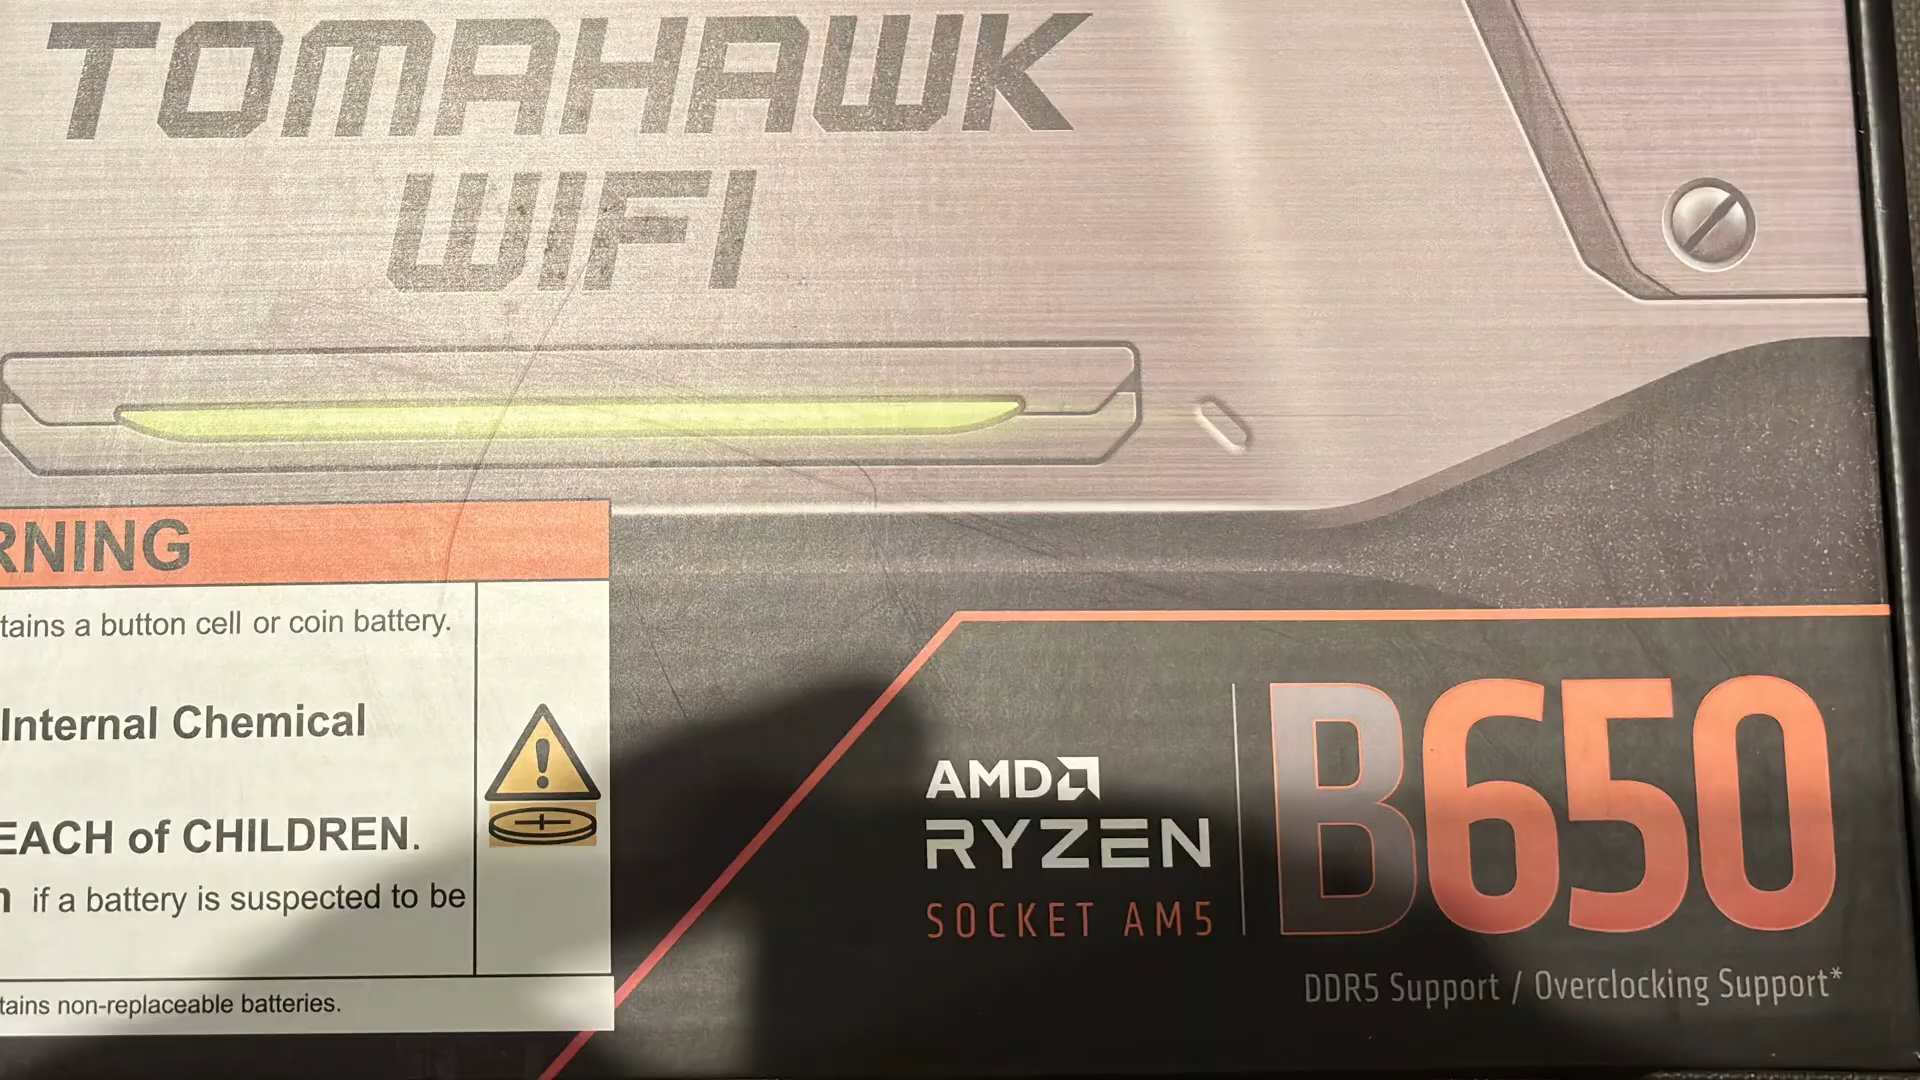 TOMAHAWK
WIFI
RNING
tains a button cell or coin battery.
Internal Chemical
EACH of CHILDREN.
if a battery is suspected to be
tains non-replaceable batteries.
AMD
RYZEN
SOCKET AM5
B650
DDR5 Support / Overclocking Support*